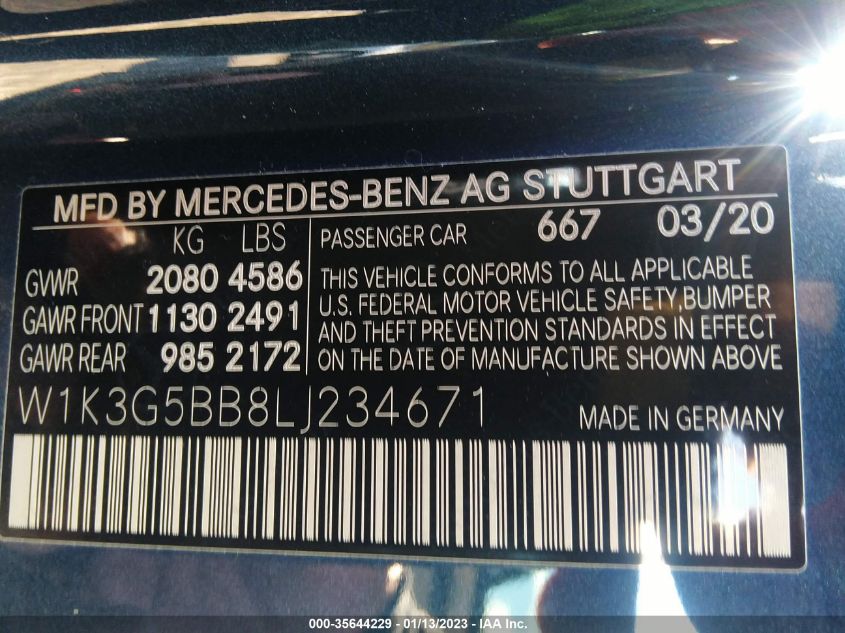 MFD BY MERCEDES-BENZ AG STUTTGART
KG LBS
GVWR 2080 4586
GAWR FRONT 1130 2491
GAWR REAR 985 2172
PASSENGER CAR 667 03/20
THIS VEHICLE CONFORMS TO ALL APPLICABLE
U.S. FEDERAL MOTOR VEHICLE SAFETY,BUMPER
AND THEFT PREVENTION STANDARDS IN EFFECT
ON THE DATE OF MANUFACTURE SHOWN ABOVE
W1K3G5BB8LJ234671
MADE IN GERMANY
000-35644229 - 01/13/2023 - IAA Inc.